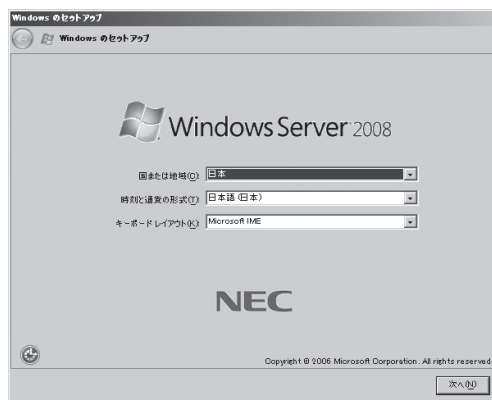 Windows のセットアップ
Windows のセットアップ
Windows Server 2008
国または地域(O): 日本
時刻と通貨の形式(T): 日本語 (日本)
キーボード レイアウト(K): Microsoft IME
NEC
Copyright © 2006 Microsoft Corporation. All rights reserved
次へ(N)